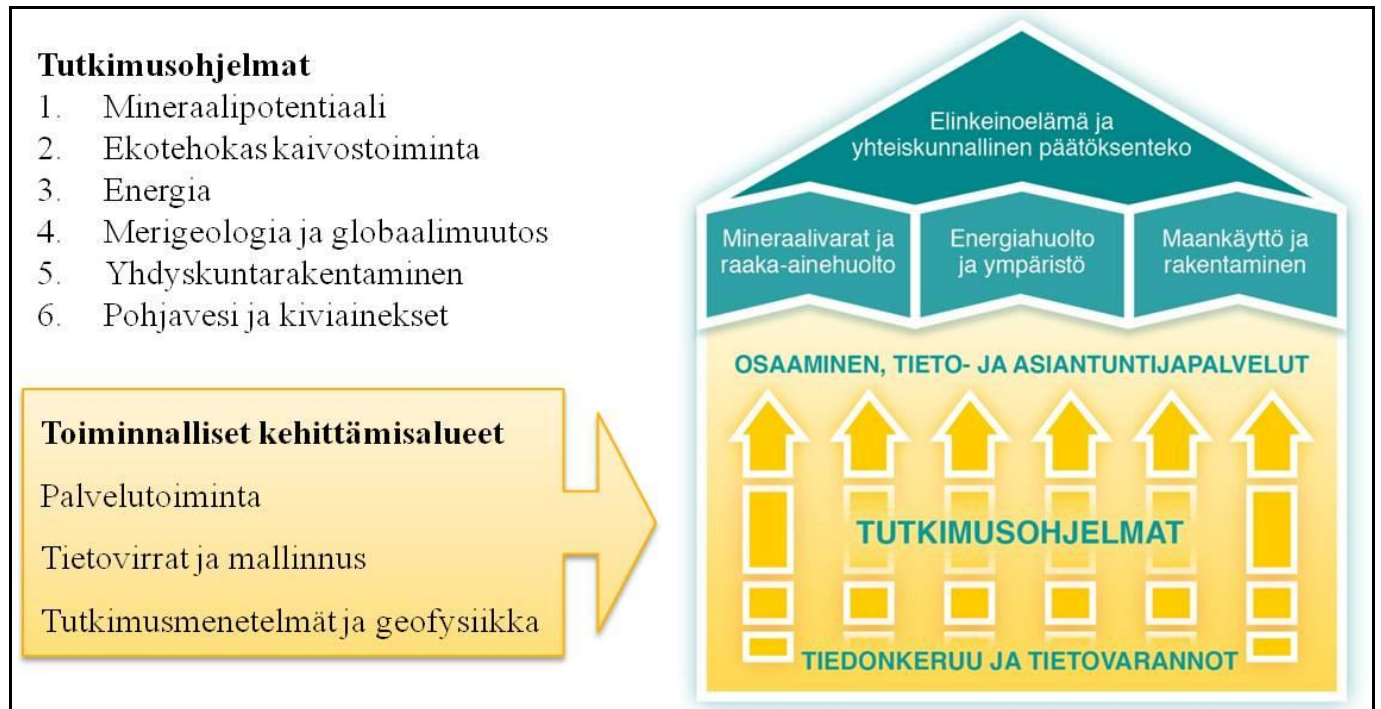 Tutkimusohjelmat
1. Mineraalipotentiaali
2. Ekotehokas kaivostoiminta
3. Energia
4. Merigeologia ja globaalimuutos
5. Yhdyskuntarakentaminen
6. Pohjavesi ja kiviainekset
Toiminnalliset kehittämisalueet
Palvelutoiminta
Tietovirrat ja mallinnus
Tutkimusmenetelmät ja geofysiikka
Elinkeinoelämä ja
yhteiskunnallinen päätöksenteko
Mineraalivarat ja
raaka-ainehuolto
Energiahuolto
ja ympäristö
Maankäyttö ja
rakentaminen
OSAAMINEN, TIETO- JA ASIANTUNTIJAPALVELUT
TUTKIMUSOHJELMAT
TIEDONKERUU JA TIETOVARANNOT